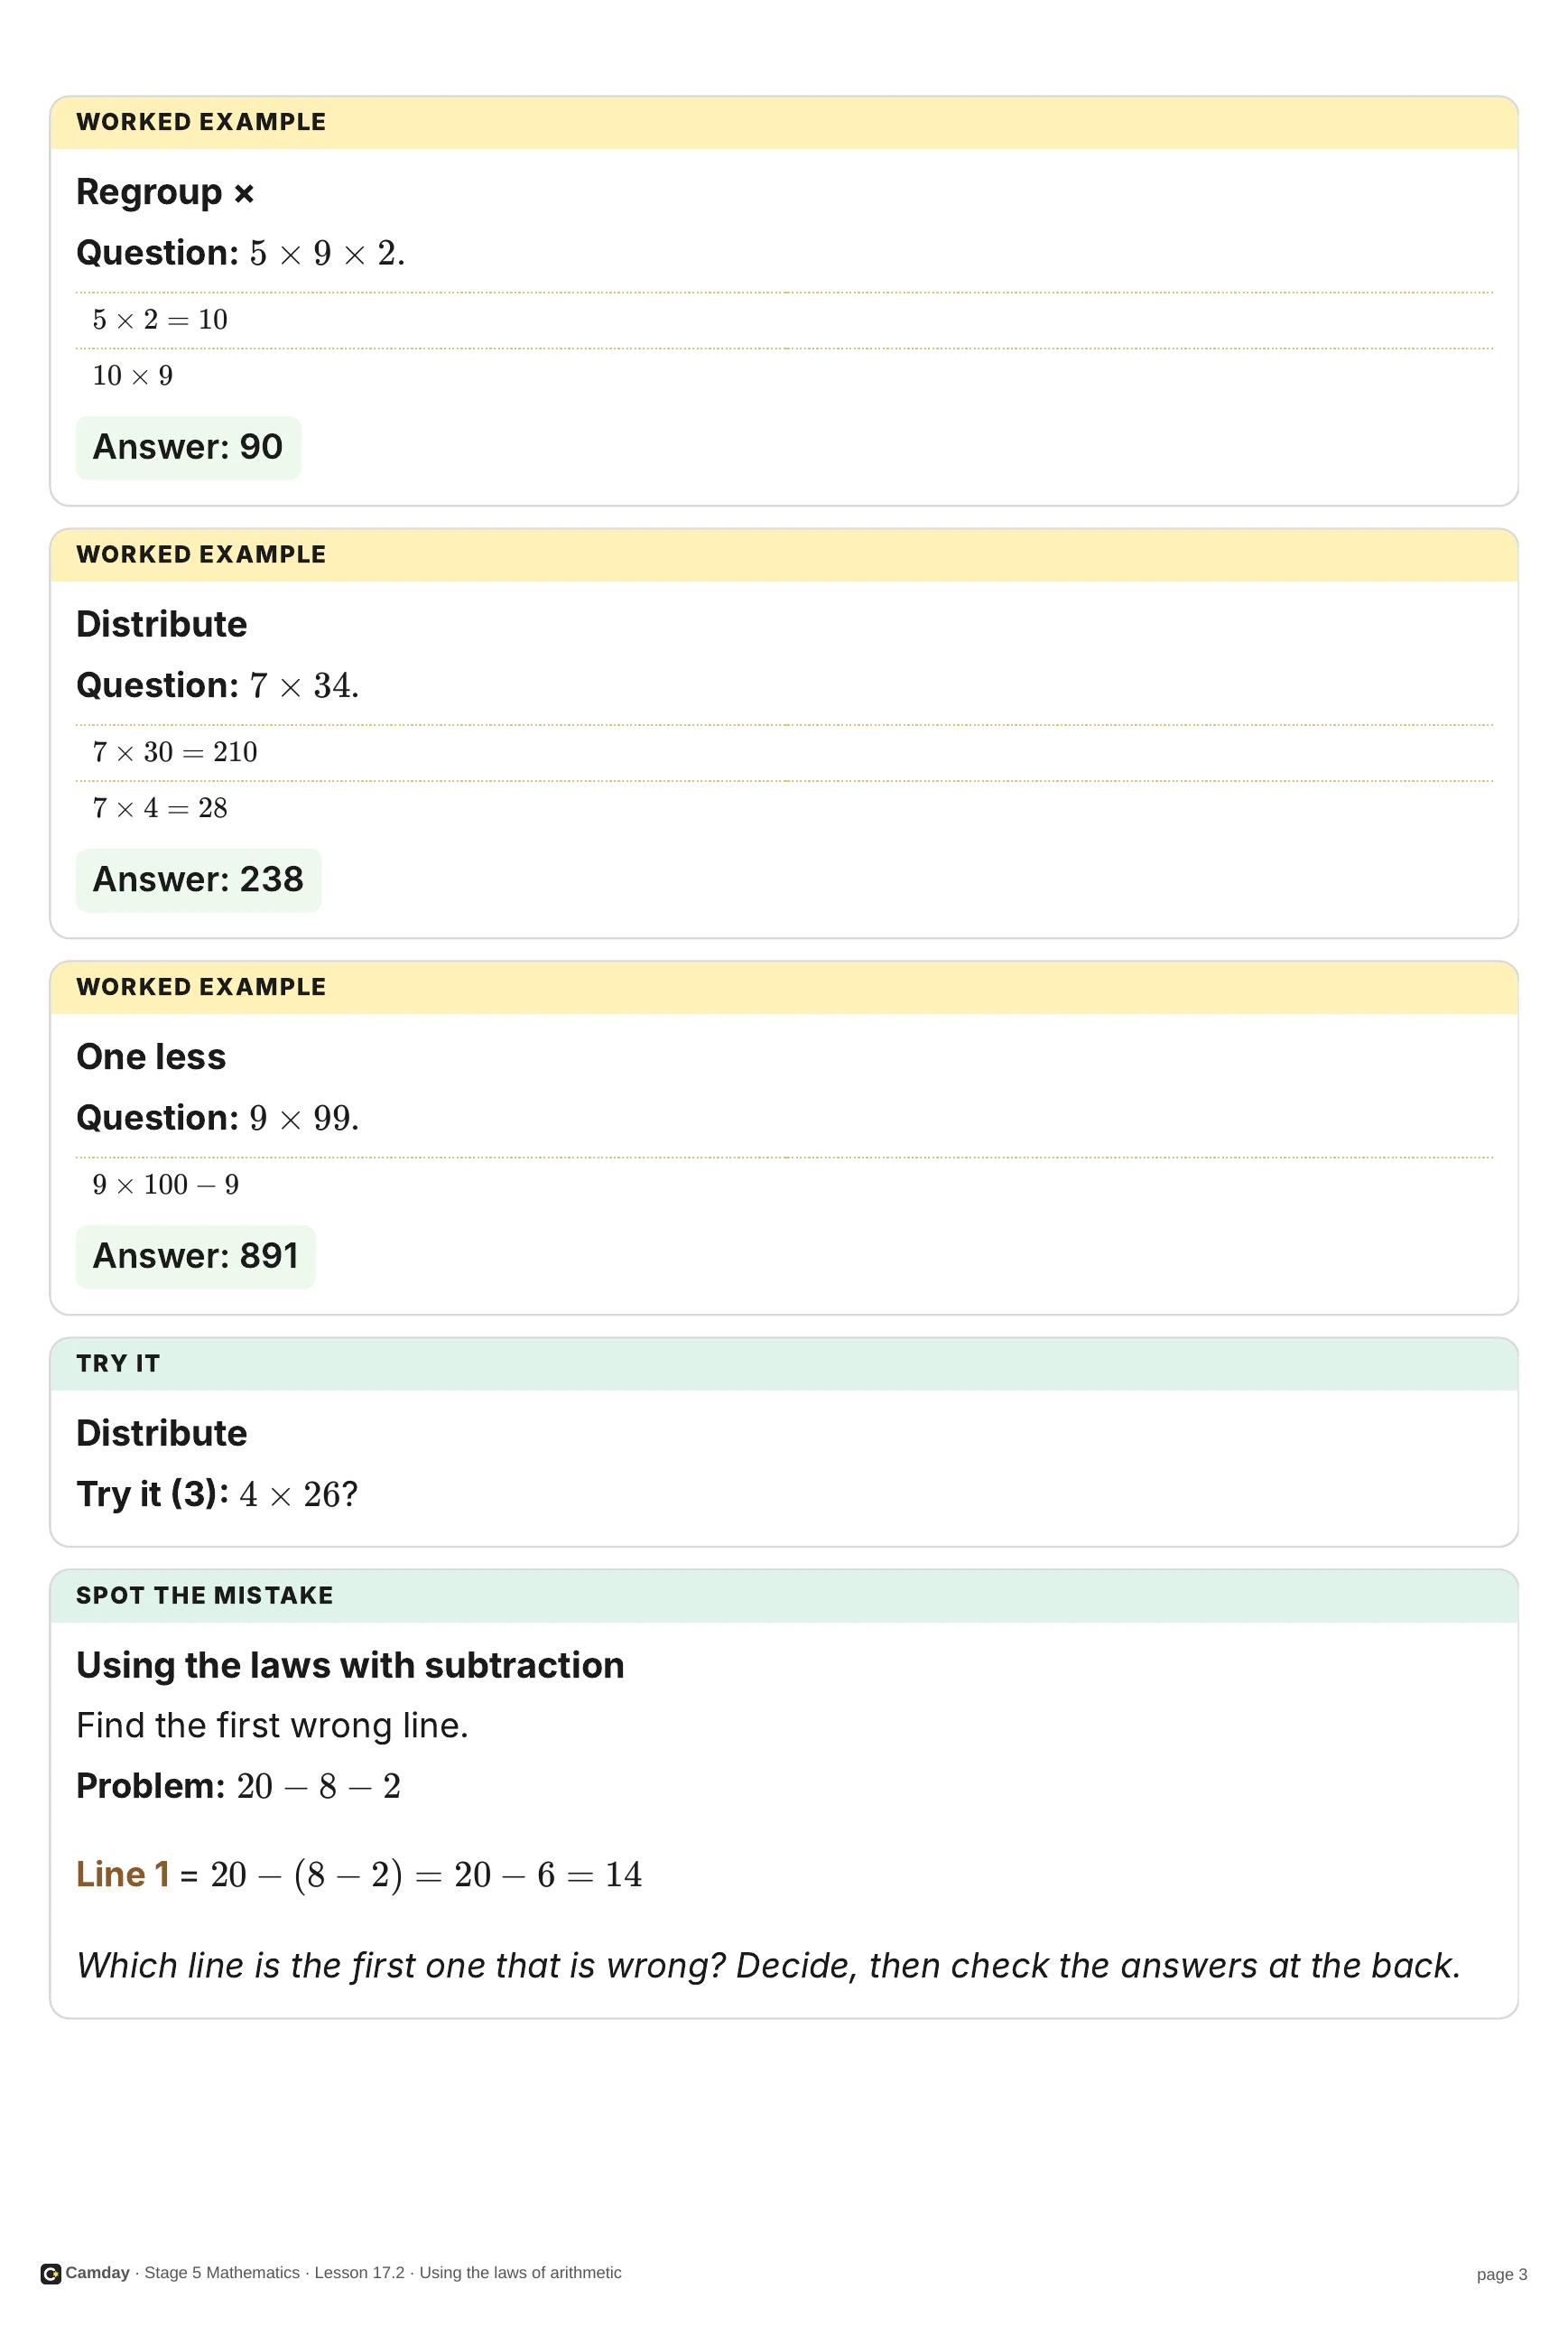 WORKED EXAMPLE
Regroup ×
Question: 5 × 9 × 2.
5 × 2 = 10
10 × 9
Answer: 90
WORKED EXAMPLE
Distribute
Question: 7 × 34.
7 × 30 = 210
7 × 4 = 28
Answer: 238
WORKED EXAMPLE
One less
Question: 9 × 99.
9 × 100 − 9
Answer: 891
TRY IT
Distribute
Try it (3): 4 × 26?
SPOT THE MISTAKE
Using the laws with subtraction
Find the first wrong line.
Problem: 20 − 8 − 2
Line 1 = 20 − (8 − 2) = 20 − 6 = 14
Which line is the first one that is wrong? Decide, then check the answers at the back.
Camday · Stage 5 Mathematics · Lesson 17.2 · Using the laws of arithmetic
page 3